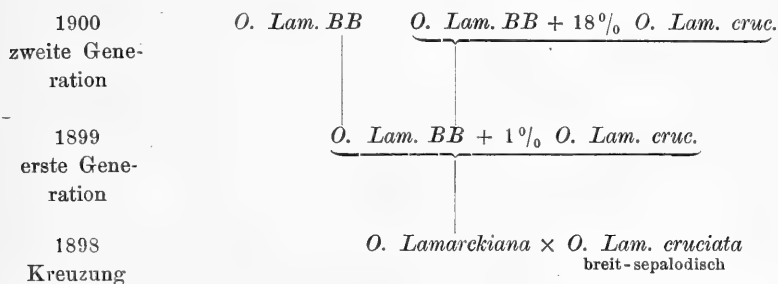 1900 O. Lam. BB O. Lam. BB + 18 % O. Lam. cruc.
zweite Gene-
ration
1899 O. Lam. BB + 1 % O. Lam. cruc.
erste Gene-
ration
1898 O. Lamarckiana × O. Lam. cruciata
Kreuzung breit-sepalodisch